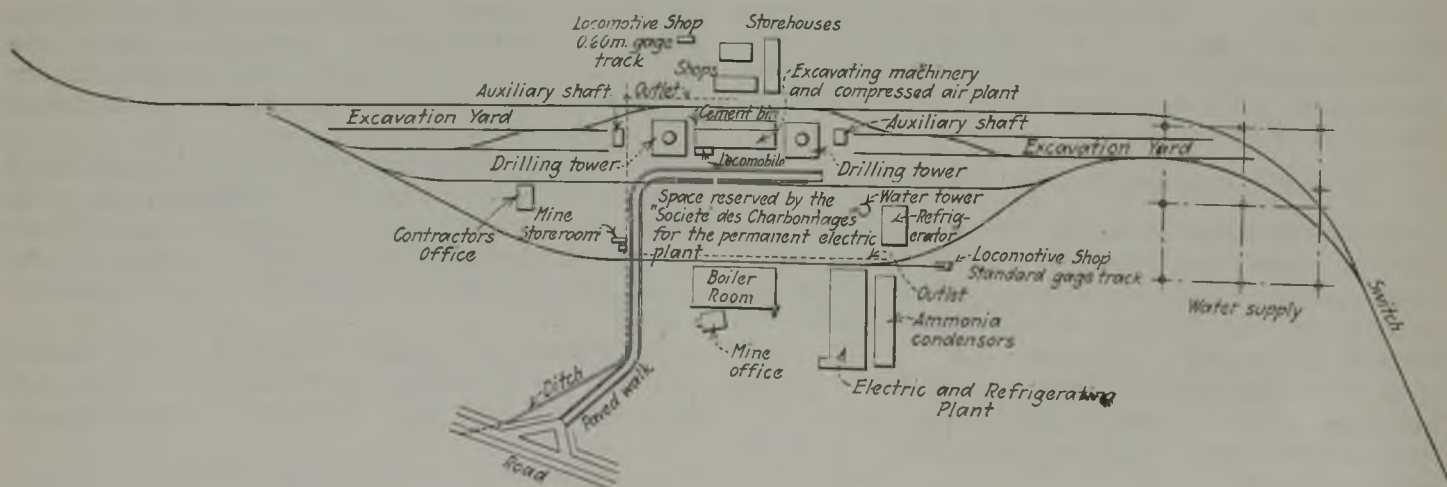 Locomotive Shop
0.60m. gage
track
Storehouses
Shops
Excavating machinery
and compressed air plant
Auxiliary shaft
Outlet
Excavation Yard
Cement bin
Auxiliary shaft
Excavation Yard
Drilling tower
Locomobile
Drilling tower
Space reserved by the
"Societé des Charbonnages
for the permanent electric
plant
Water tower
Refrig-
erator
Contractors
Office
Mine
Storeroom
Locomotive Shop
Standard gage track
Boiler
Room
Outlet
Water supply
Switch
Ammonia
condensors
Mine
office
Electric and Refrigerating
Plant
Ditch
Paved walk
Road